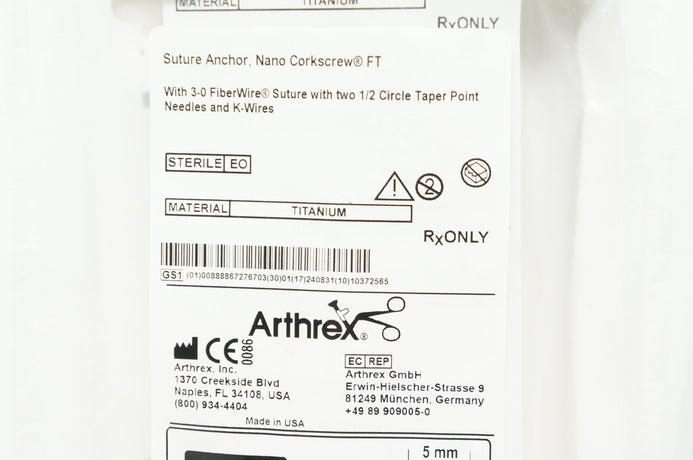 MATERIAL TITANIUM
RxONLY
Suture Anchor, Nano Corkscrew® FT
With 3-0 FiberWire® Suture with two 1/2 Circle Taper Point
Needles and K-Wires
STERILE EO
2
MATERIAL TITANIUM
RxONLY
GS1 (01)00888867276703(30)01(17)240831(10)10372565
Arthrex®
CE 0086
Arthrex, Inc.
1370 Creekside Blvd
Naples, FL 34108, USA
(800) 934-4404
Made in USA
EC REP
Arthrex GmbH
Erwin-Hielscher-Strasse 9
81249 München, Germany
+49 89 909005-0
5 mm